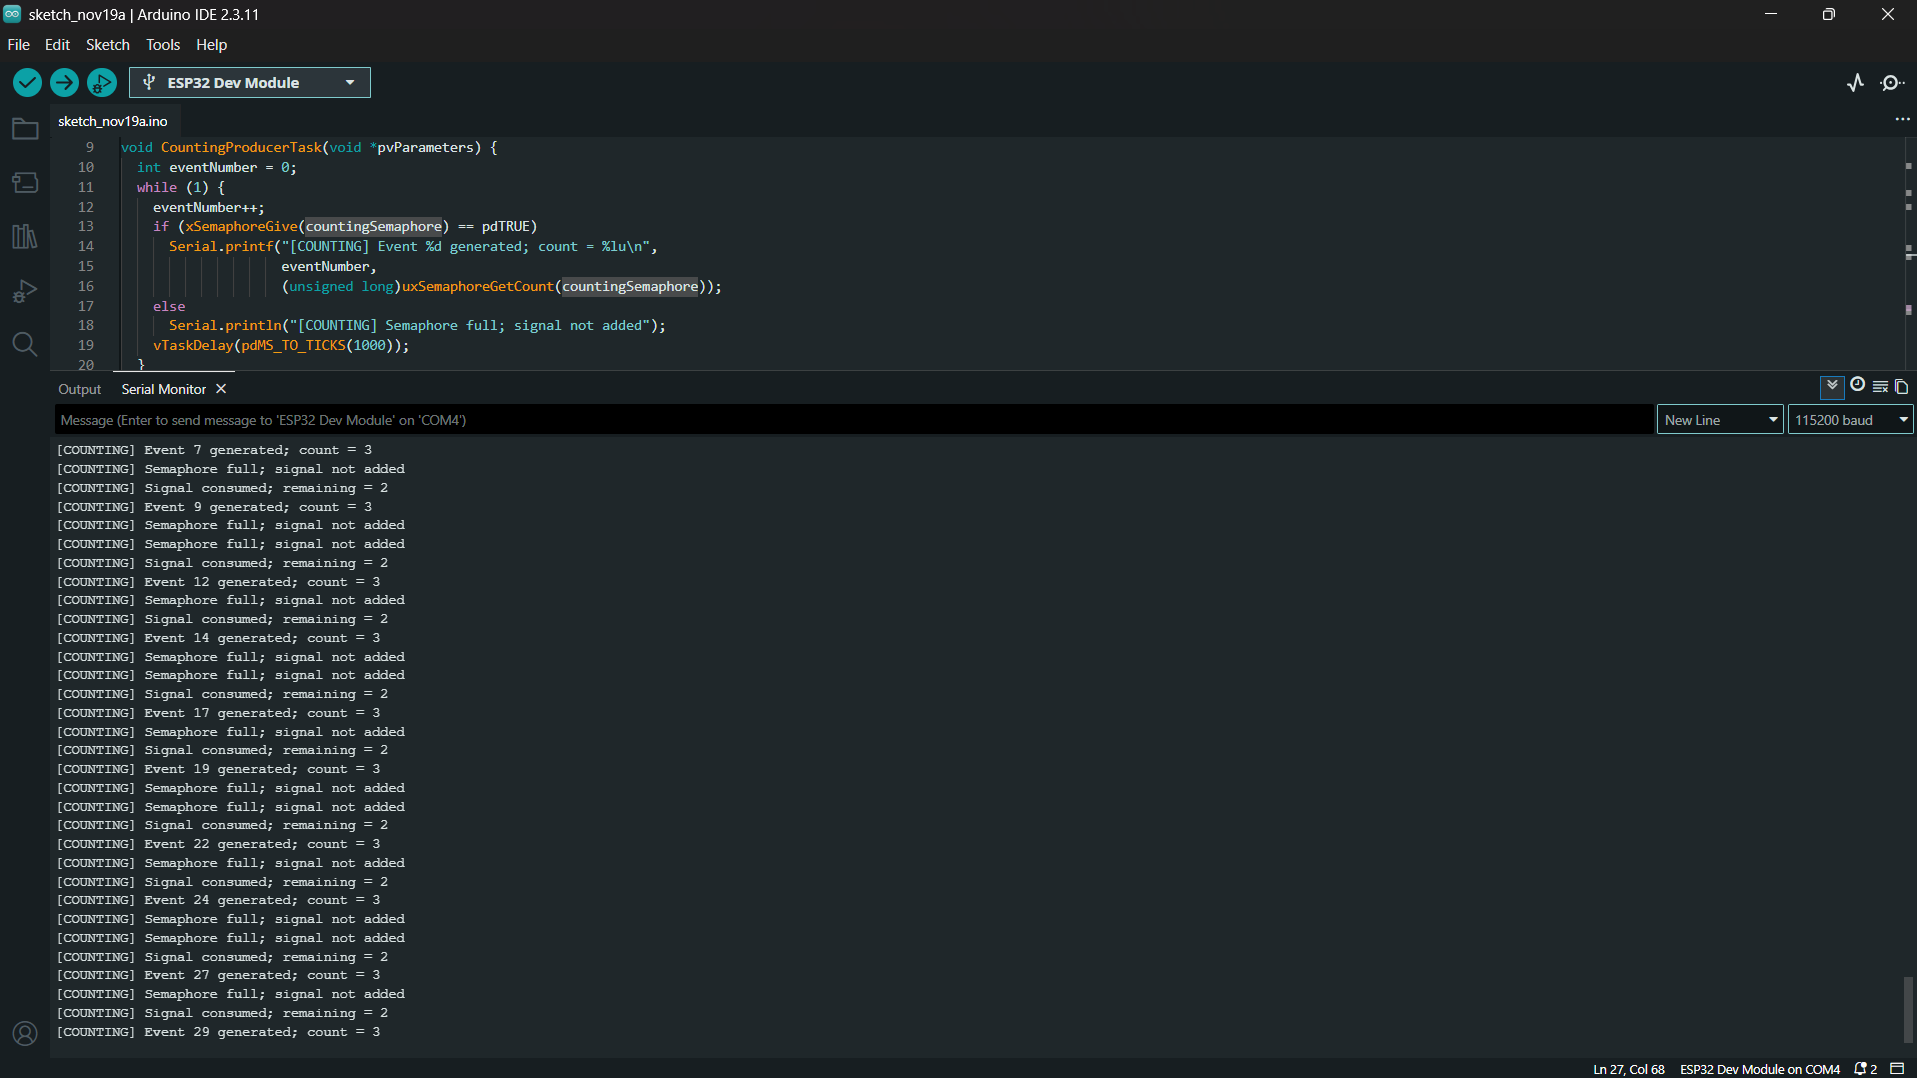 sketch_nov19a | Arduino IDE 2.3.11
File Edit Sketch Tools Help
ESP32 Dev Module
sketch_nov19a.ino
9 void CountingProducerTask(void *pvParameters) {
10 int eventNumber = 0;
11 while (1) {
12 eventNumber++;
13 if (xSemaphoreGive(countingSemaphore) == pdTRUE)
14 Serial.printf("[COUNTING] Event %d generated; count = %lu\n",
15 eventNumber,
16 (unsigned long)uxSemaphoreGetCount(countingSemaphore));
17 else
18 Serial.println("[COUNTING] Semaphore full; signal not added");
19 vTaskDelay(pdMS_TO_TICKS(1000));
20 }
Output Serial Monitor
Message (Enter to send message to 'ESP32 Dev Module' on 'COM4') New Line 115200 baud
[COUNTING] Event 7 generated; count = 3
[COUNTING] Semaphore full; signal not added
[COUNTING] Signal consumed; remaining = 2
[COUNTING] Event 9 generated; count = 3
[COUNTING] Semaphore full; signal not added
[COUNTING] Semaphore full; signal not added
[COUNTING] Signal consumed; remaining = 2
[COUNTING] Event 12 generated; count = 3
[COUNTING] Semaphore full; signal not added
[COUNTING] Signal consumed; remaining = 2
[COUNTING] Event 14 generated; count = 3
[COUNTING] Semaphore full; signal not added
[COUNTING] Semaphore full; signal not added
[COUNTING] Signal consumed; remaining = 2
[COUNTING] Event 17 generated; count = 3
[COUNTING] Semaphore full; signal not added
[COUNTING] Signal consumed; remaining = 2
[COUNTING] Event 19 generated; count = 3
[COUNTING] Semaphore full; signal not added
[COUNTING] Semaphore full; signal not added
[COUNTING] Signal consumed; remaining = 2
[COUNTING] Event 22 generated; count = 3
[COUNTING] Semaphore full; signal not added
[COUNTING] Signal consumed; remaining = 2
[COUNTING] Event 24 generated; count = 3
[COUNTING] Semaphore full; signal not added
[COUNTING] Semaphore full; signal not added
[COUNTING] Signal consumed; remaining = 2
[COUNTING] Event 27 generated; count = 3
[COUNTING] Semaphore full; signal not added
[COUNTING] Signal consumed; remaining = 2
[COUNTING] Event 29 generated; count = 3
Ln 27, Col 68 ESP32 Dev Module on COM4 2